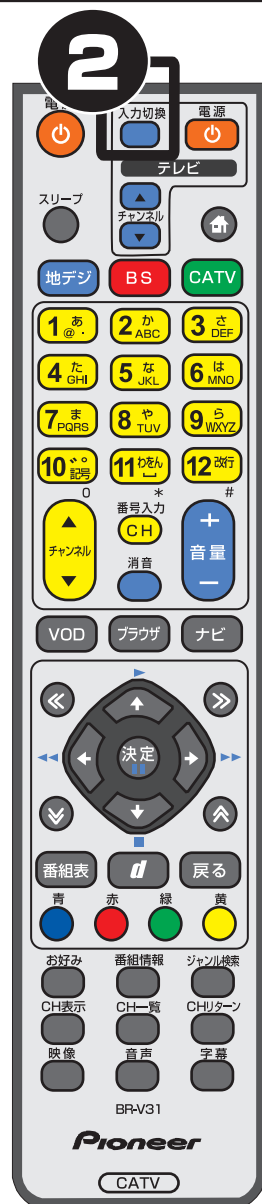 2
電源 入力切換 電源
テレビ
スリープ チャンネル
地デジ BS CATV
1 あ @. 2 か ABC 3 さ DEF
4 た GHI 5 な JKL 6 は MNO
7 ま PQRS 8 や TUV 9 ら WXYZ
10 ゛゜ 記号 11 わをん 12 改行
0 * #
番号入力
チャンネル CH + 音量 −
消音
VOD ブラウザ ナビ
決定
番組表 d 戻る
青 赤 緑 黄
お好み 番組情報 ジャンル検索
CH表示 CH一覧 CHリターン
映像 音声 字幕
BR-V31
Pioneer
CATV